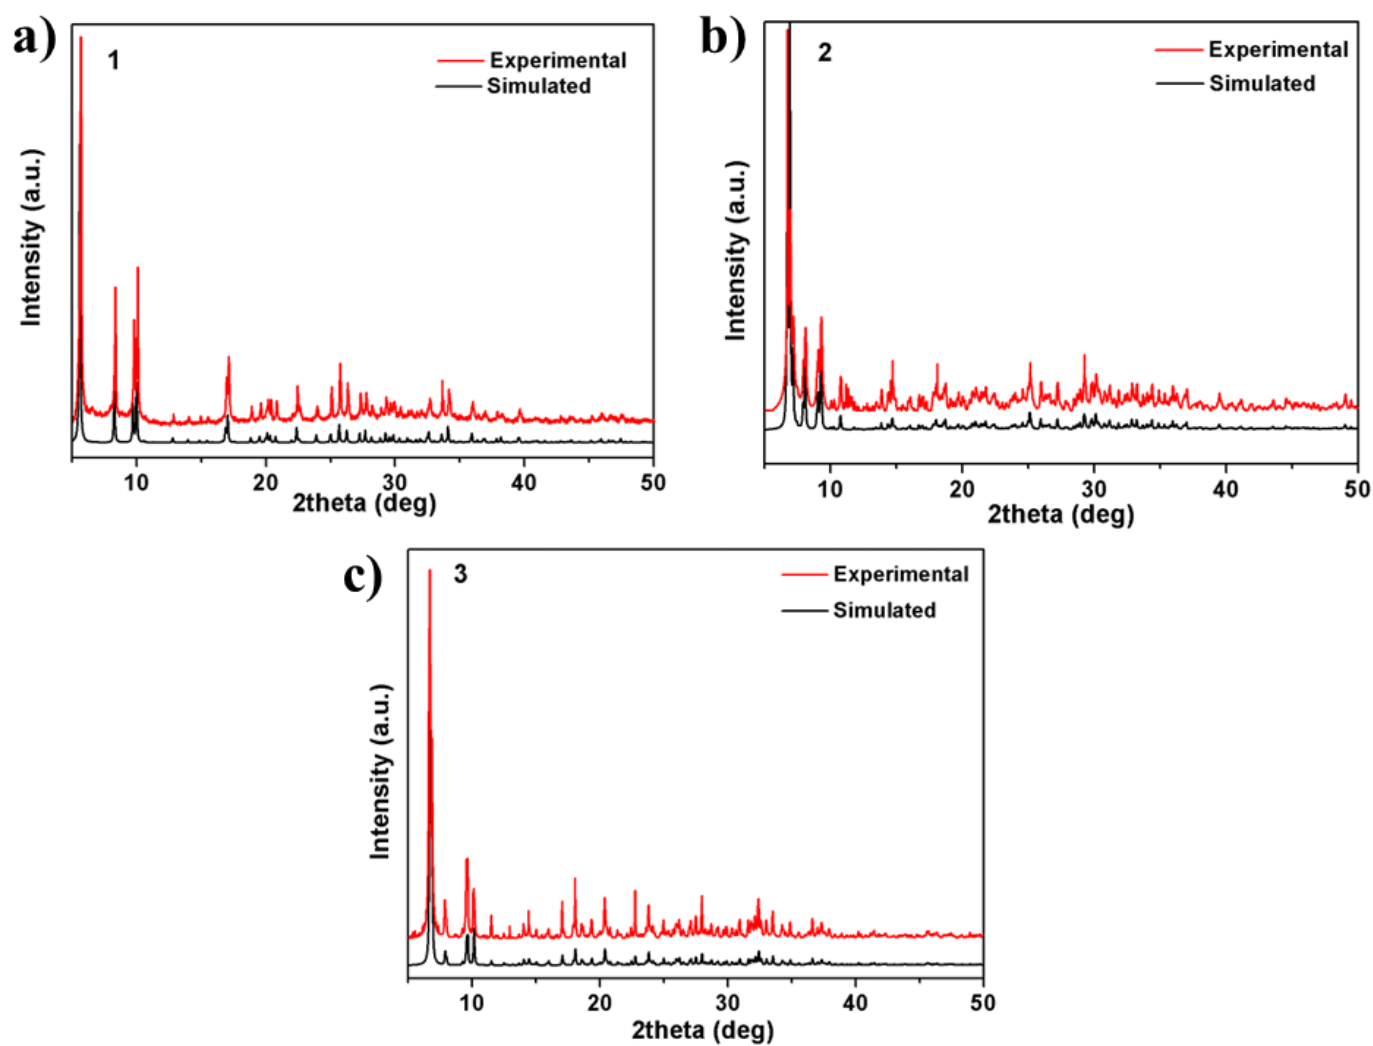 a)
1
Experimental
Simulated
Intensity (a.u.)
10 20 30 40 50
2theta (deg)
b)
2
Experimental
Simulated
Intensity (a.u.)
10 20 30 40 50
2theta (deg)
c)
3
Experimental
Simulated
Intensity (a.u.)
10 20 30 40 50
2theta (deg)